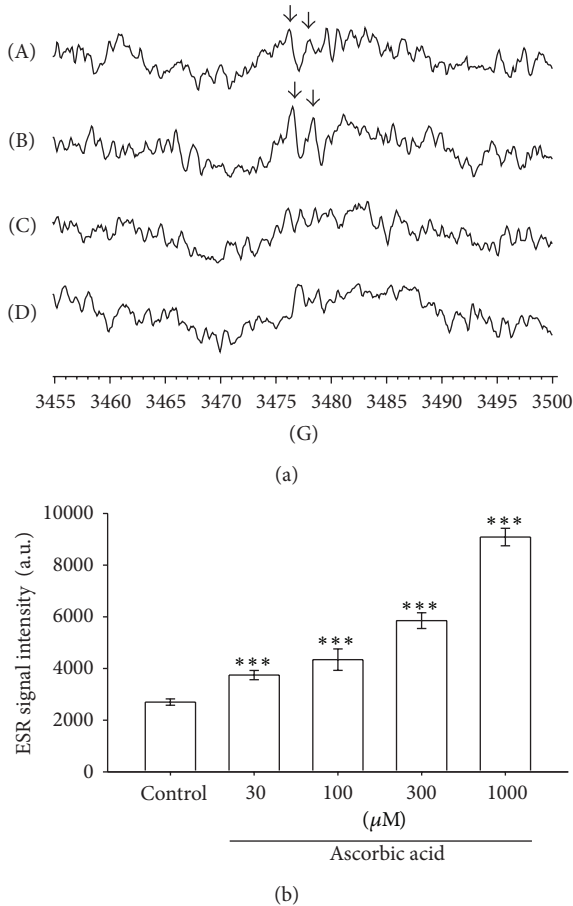 (A)
(B)
(C)
(D)
3455 3460 3465 3470 3475 3480 3485 3490 3495 3500
(G)
(a)
10000
8000
6000
4000
2000
0
ESR signal intensity (a.u.)
***
***
***
***
Control 30 100 300 1000
(μM)
Ascorbic acid
(b)